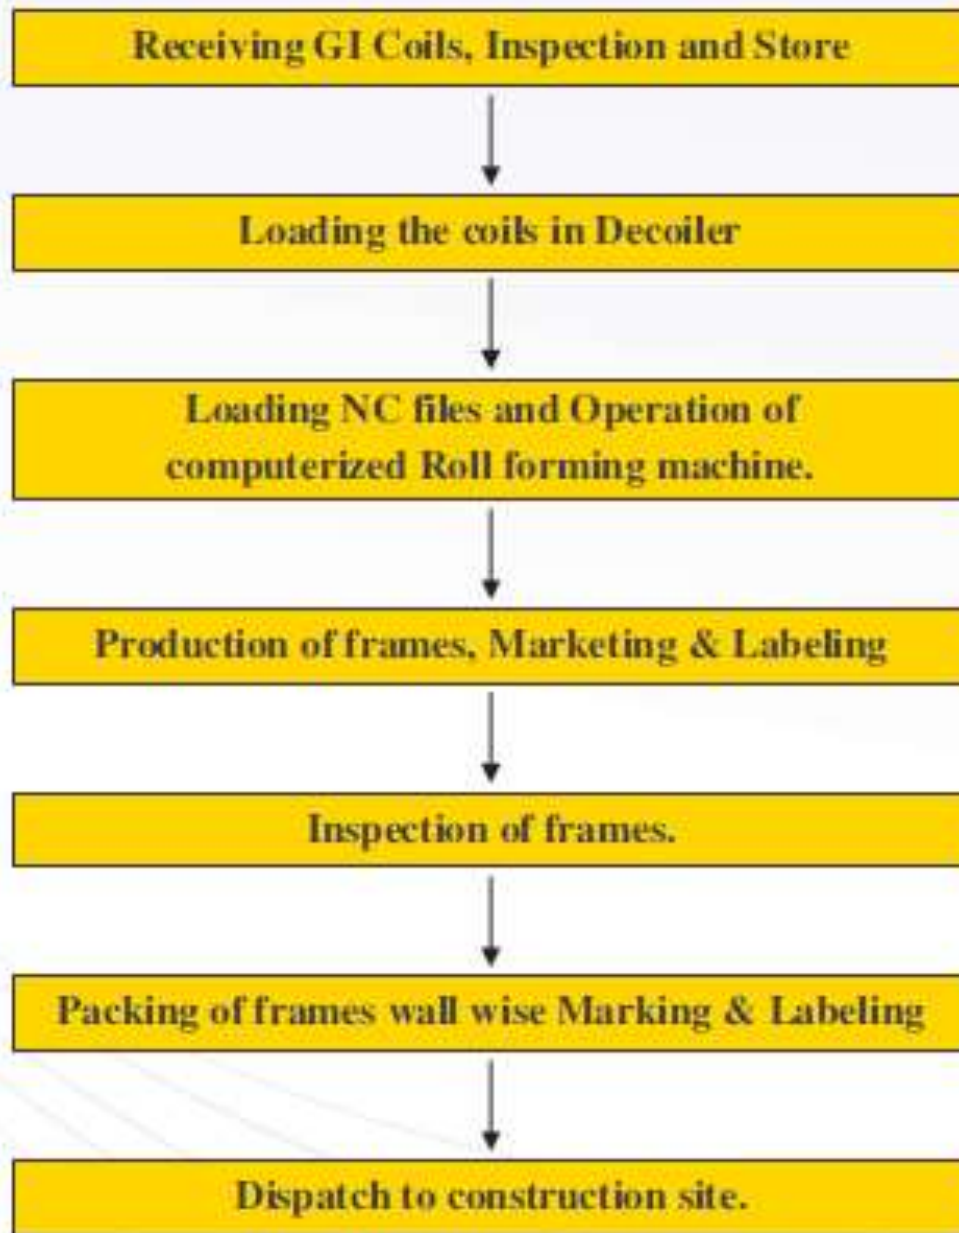 Receiving GI Coils, Inspection and Store
Loading the coils in Decoiler
Loading NC files and Operation of
computerized Roll forming machine.
Production of frames, Marketing & Labeling
Inspection of frames.
Packing of frames wall wise Marking & Labeling
Dispatch to construction site.